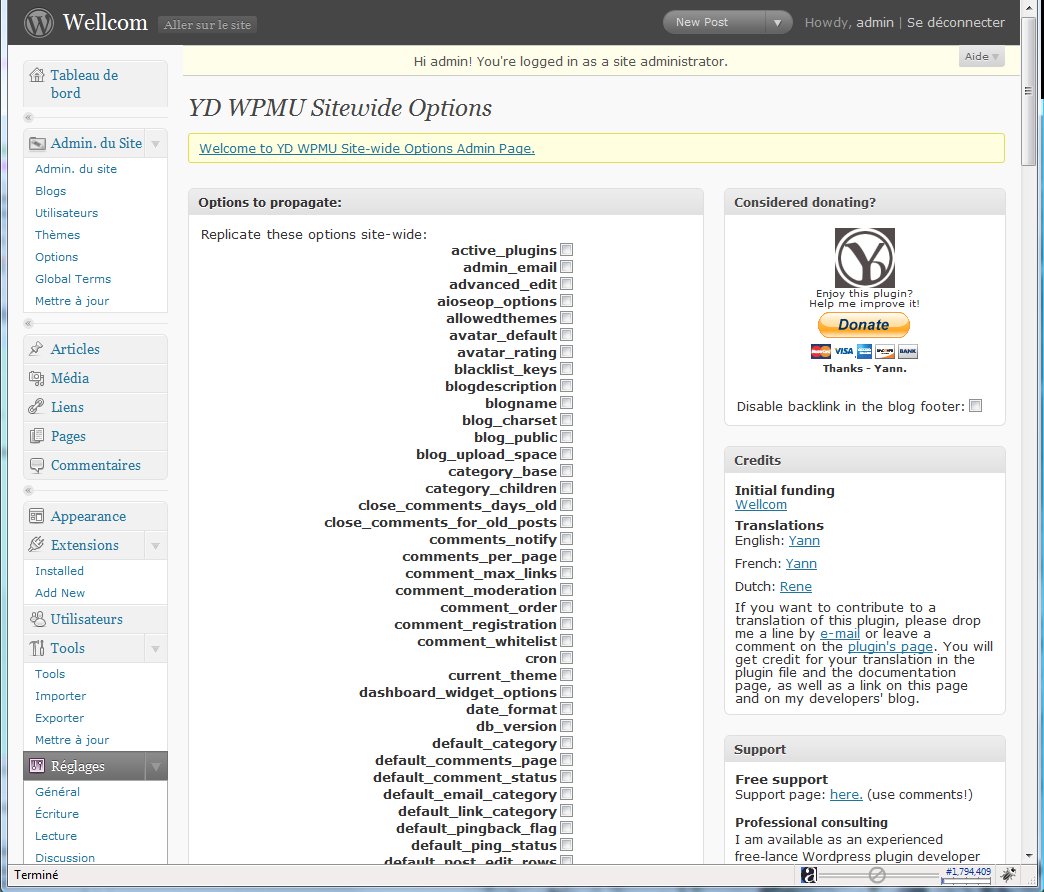 Wellcom Aller sur le site
New Post
Howdy, admin | Se déconnecter
Hi admin! You're logged in as a site administrator.
Aide
Tableau de
bord
Admin. du Site
Admin. du site
Blogs
Utilisateurs
Thèmes
Options
Global Terms
Mettre à jour
Articles
Média
Liens
Pages
Commentaires
Appearance
Extensions
Installed
Add New
Utilisateurs
Tools
Tools
Importer
Exporter
Mettre à jour
Réglages
Général
Écriture
Lecture
Discussion
YD WPMU Sitewide Options
Welcome to YD WPMU Site-wide Options Admin Page.
Options to propagate:
Replicate these options site-wide:
active_plugins
admin_email
advanced_edit
aioseop_options
allowedthemes
avatar_default
avatar_rating
blacklist_keys
blogdescription
blogname
blog_charset
blog_public
blog_upload_space
category_base
category_children
close_comments_days_old
close_comments_for_old_posts
comments_notify
comments_per_page
comment_max_links
comment_moderation
comment_order
comment_registration
comment_whitelist
cron
current_theme
dashboard_widget_options
date_format
db_version
default_category
default_comments_page
default_comment_status
default_email_category
default_link_category
default_pingback_flag
default_ping_status
default_post_edit_rows
Considered donating?
Enjoy this plugin?
Help me improve it!
Donate
VISA
BANK
Thanks - Yann.
Disable backlink in the blog footer:
Credits
Initial funding
Wellcom
Translations
English: Yann
French: Yann
Dutch: Rene
If you want to contribute to a
translation of this plugin, please drop
me a line by e-mail or leave a
comment on the plugin's page. You will
get credit for your translation in the
plugin file and the documentation
page, as well as a link on this page
and on my developers' blog.
Support
Free support
Support page: here. (use comments!)
Professional consulting
I am available as an experienced
free-lance Wordpress plugin developer
Terminé
a
#1,794,409